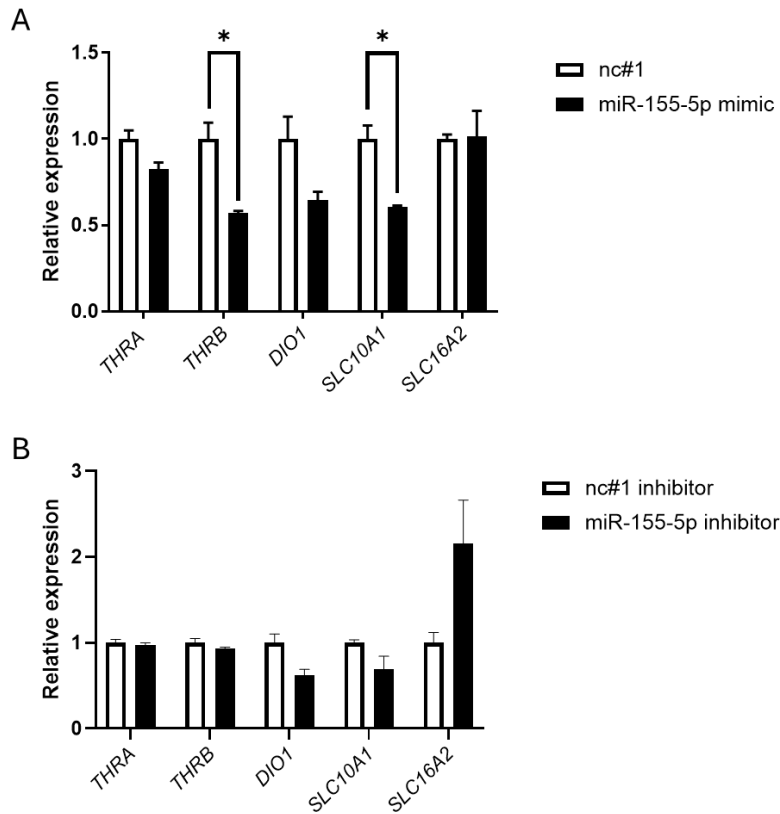 A
* *
1.5
1.0
0.5
0.0
Relative expression
THRA
THRB
DIO1
SLC10A1
SLC16A2
nc#1
miR-155-5p mimic
B
3
2
1
0
Relative expression
THRA
THRB
DIO1
SLC10A1
SLC16A2
nc#1 inhibitor
miR-155-5p inhibitor